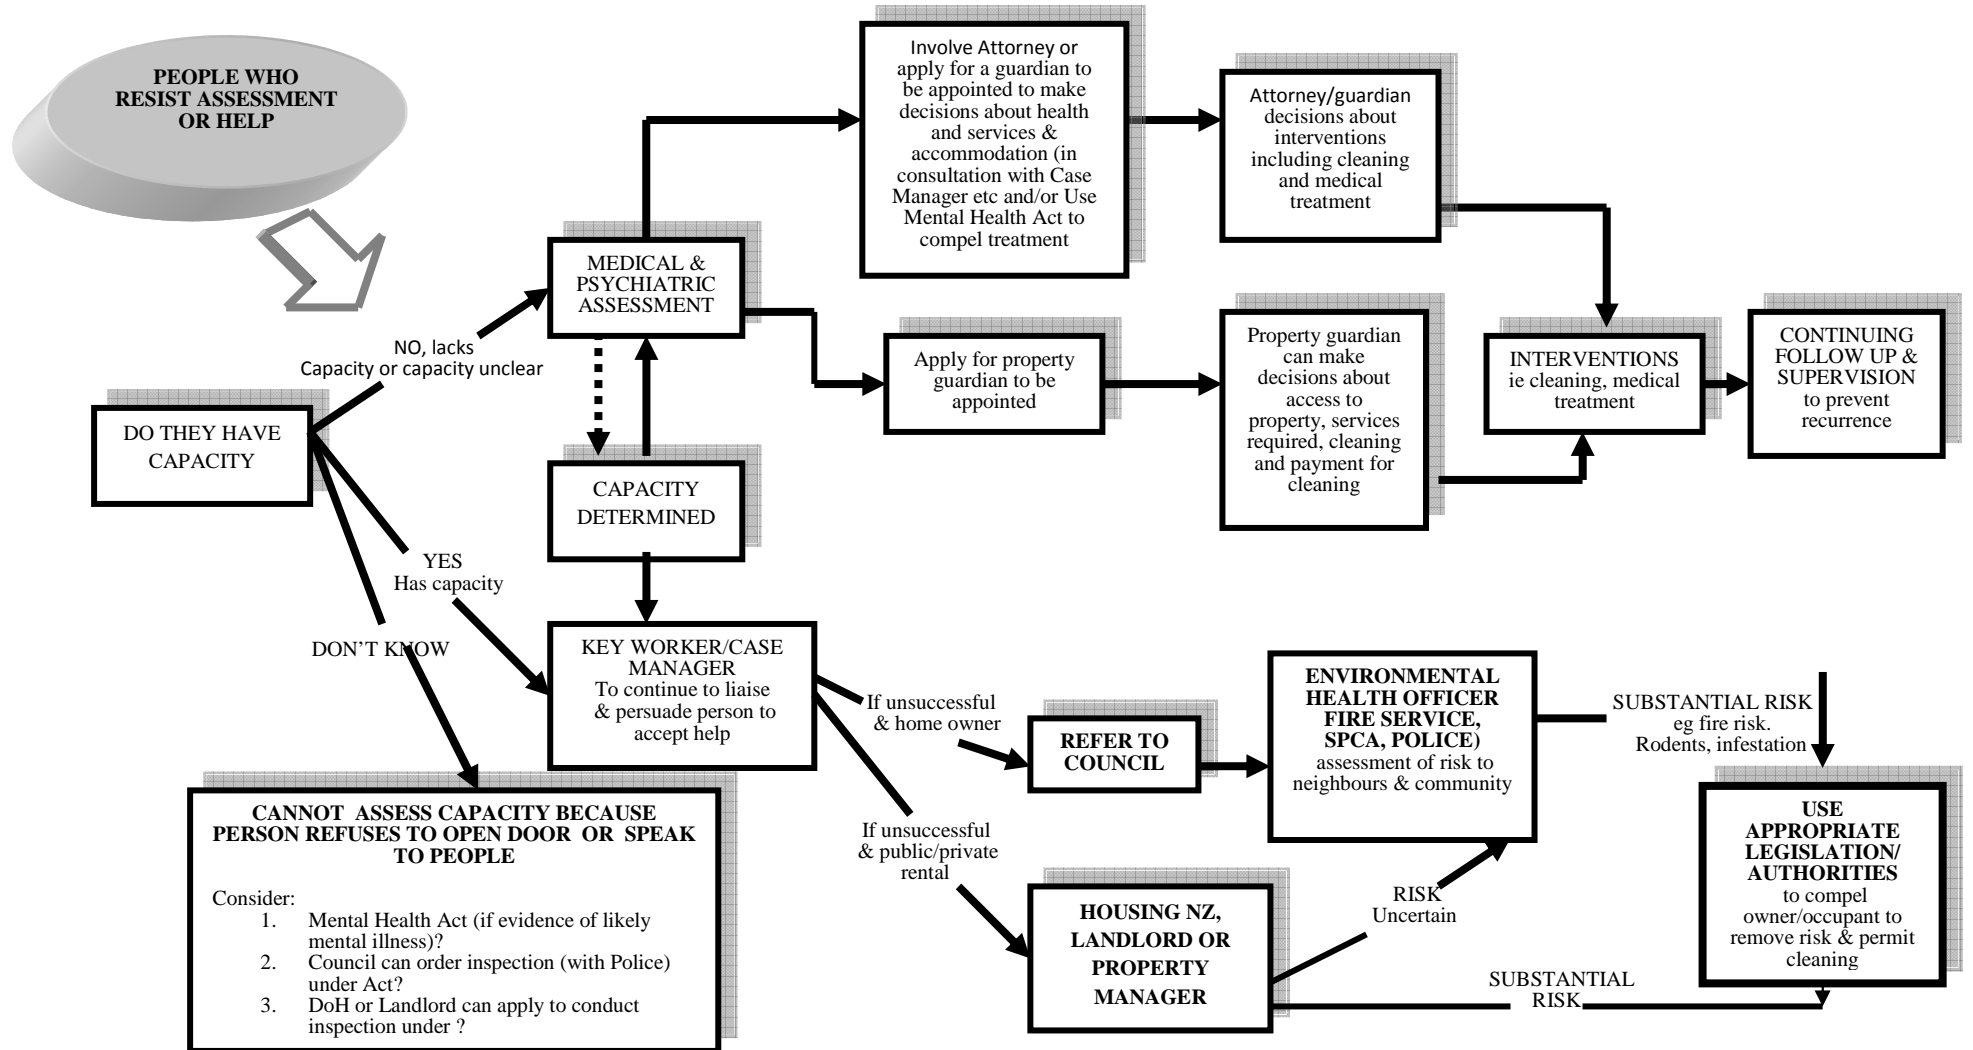 PEOPLE WHO
RESIST ASSESSMENT
OR HELP
Involve Attorney or
apply for a guardian to
be appointed to make
decisions about health
and services &
accommodation (in
consultation with Case
Manager etc and/or Use
Mental Health Act to
compel treatment
Attorney/guardian
decisions about
interventions
including cleaning
and medical
treatment
MEDICAL &
PSYCHIATRIC
ASSESSMENT
NO, lacks
Capacity or capacity unclear
Apply for property
guardian to be
appointed
Property guardian
can make
decisions about
access to
property, services
required, cleaning
and payment for
cleaning
INTERVENTIONS
ie cleaning, medical
treatment
CONTINUING
FOLLOW UP &
SUPERVISION
to prevent
recurrence
DO THEY HAVE
CAPACITY
CAPACITY
DETERMINED
YES
Has capacity
DON'T KNOW
KEY WORKER/CASE
MANAGER
To continue to liaise
& persuade person to
accept help
If unsuccessful
& home owner
REFER TO
COUNCIL
ENVIRONMENTAL
HEALTH OFFICER
FIRE SERVICE,
SPCA, POLICE)
assessment of risk to
neighbours & community
SUBSTANTIAL RISK
eg fire risk.
Rodents, infestation
CANNOT ASSESS CAPACITY BECAUSE
PERSON REFUSES TO OPEN DOOR OR SPEAK
TO PEOPLE
Consider:
1. Mental Health Act (if evidence of likely
mental illness)?
2. Council can order inspection (with Police)
under Act?
3. DoH or Landlord can apply to conduct
inspection under ?
If unsuccessful
& public/private
rental
HOUSING NZ,
LANDLORD OR
PROPERTY
MANAGER
RISK
Uncertain
SUBSTANTIAL
RISK
USE
APPROPRIATE
LEGISLATION/
AUTHORITIES
to compel
owner/occupant to
remove risk & permit
cleaning